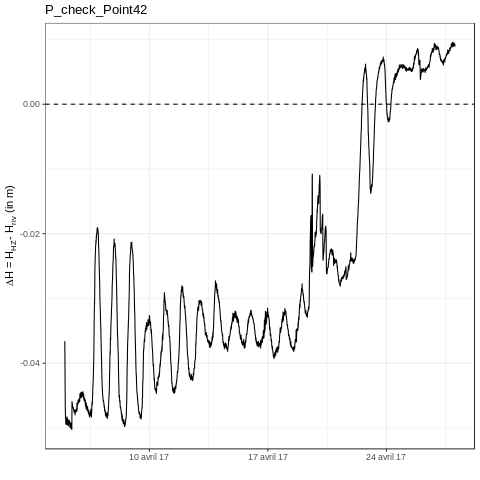 P_check_Point42
ΔH = H_HZ- H_riv (in m)
0.00
-0.02
-0.04
10 avril 17
17 avril 17
24 avril 17